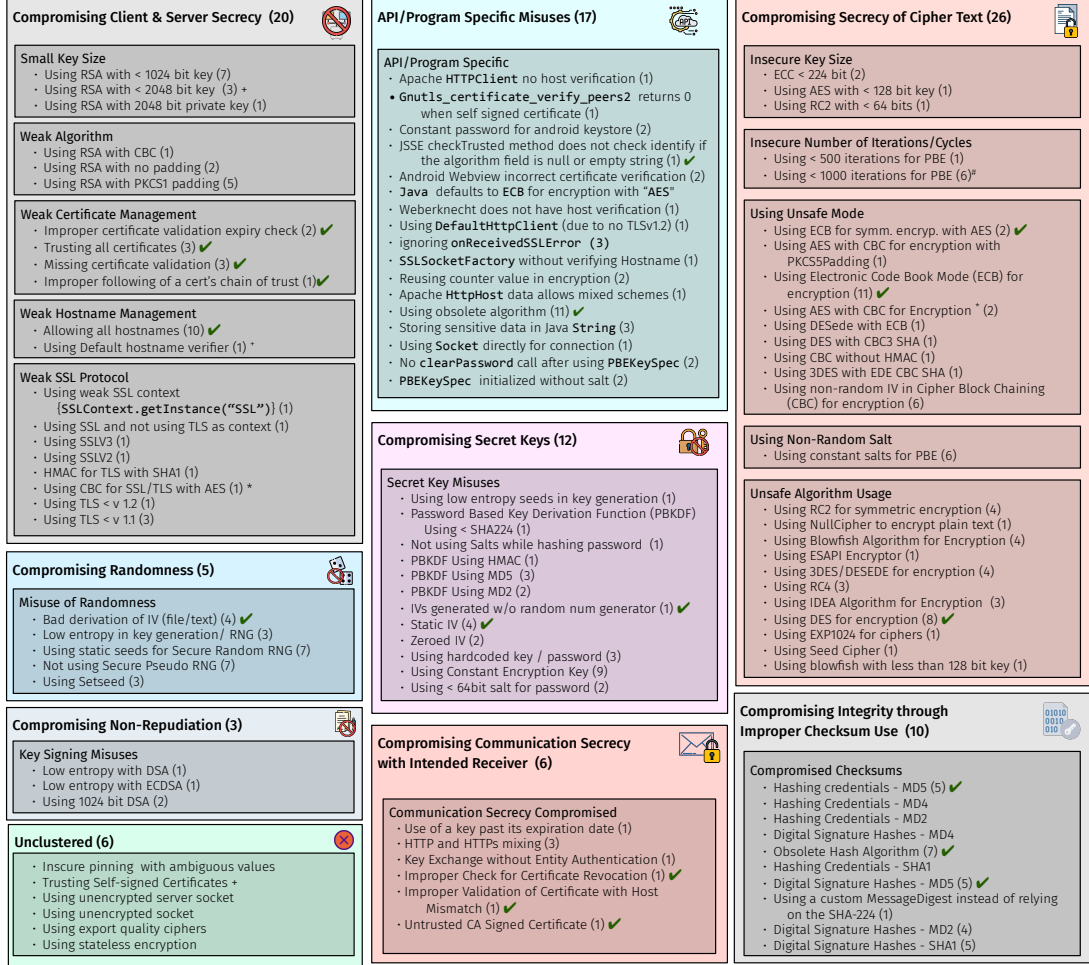 Compromising Client & Server Secrecy (20)
Small Key Size
· Using RSA with < 1024 bit key (7)
· Using RSA with < 2048 bit key (3) +
· Using RSA with 2048 bit private key (1)
Weak Algorithm
· Using RSA with CBC (1)
· Using RSA with no padding (2)
· Using RSA with PKCS1 padding (5)
Weak Certificate Management
· Improper certificate validation expiry check (2) ✔
· Trusting all certificates (3) ✔
· Missing certificate validation (3) ✔
· Improper following of a cert's chain of trust (1)✔
Weak Hostname Management
· Allowing all hostnames (10) ✔
· Using Default hostname verifier (1) +
Weak SSL Protocol
· Using weak SSL context
{SSLContext.getInstance(“SSL”)} (1)
· Using SSL and not using TLS as context (1)
· Using SSLV3 (1)
· Using SSLV2 (1)
· HMAC for TLS with SHA1 (1)
· Using CBC for SSL/TLS with AES (1) *
· Using TLS < v 1.2 (1)
· Using TLS < v 1.1 (3)
Compromising Randomness (5)
Misuse of Randomness
· Bad derivation of IV (file/text) (4) ✔
· Low entropy in key generation/ RNG (3)
· Using static seeds for Secure Random RNG (7)
· Not using Secure Pseudo RNG (7)
· Using Setseed (3)
Compromising Non-Repudiation (3)
Key Signing Misuses
· Low entropy with DSA (1)
· Low entropy with ECDSA (1)
· Using 1024 bit DSA (2)
Unclustered (6)
· Inscure pinning with ambiguous values
· Trusting Self-signed Certificates +
· Using unencrypted server socket
· Using unencrypted socket
· Using export quality ciphers
· Using stateless encryption
API/Program Specific Misuses (17)
API
API/Program Specific
· Apache HTTPClient no host verification (1)
• Gnutls_certificate_verify_peers2 returns 0
when self signed certificate (1)
· Constant password for android keystore (2)
· JSSE checkTrusted method does not check identify if
the algorithm field is null or empty string (1) ✔
· Android Webview incorrect certificate verification (2)
· Java defaults to ECB for encryption with “AES"
· Weberknecht does not have host verification (1)
· Using DefaultHttpClient (due to no TLSv1.2) (1)
· ignoring onReceivedSSLError (3)
· SSLSocketFactory without verifying Hostname (1)
· Reusing counter value in encryption (2)
· Apache HttpHost data allows mixed schemes (1)
· Using obsolete algorithm (11) ✔
· Storing sensitive data in Java String (3)
· Using Socket directly for connection (1)
· No clearPassword call after using PBEKeySpec (2)
· PBEKeySpec initialized without salt (2)
Compromising Secret Keys (12)
Secret Key Misuses
· Using low entropy seeds in key generation (1)
· Password Based Key Derivation Function (PBKDF)
Using < SHA224 (1)
· Not using Salts while hashing password (1)
· PBKDF Using HMAC (1)
· PBKDF Using MD5 (3)
· PBKDF Using MD2 (2)
· IVs generated w/o random num generator (1) ✔
· Static IV (4) ✔
· Zeroed IV (2)
· Using hardcoded key / password (3)
· Using Constant Encryption Key (9)
· Using < 64bit salt for password (2)
Compromising Communication Secrecy
with Intended Receiver (6)
Communication Secrecy Compromised
· Use of a key past its expiration date (1)
· HTTP and HTTPs mixing (3)
· Key Exchange without Entity Authentication (1)
· Improper Check for Certificate Revocation (1) ✔
· Improper Validation of Certificate with Host
Mismatch (1) ✔
· Untrusted CA Signed Certificate (1) ✔
Compromising Secrecy of Cipher Text (26)
Insecure Key Size
· ECC < 224 bit (2)
· Using AES with < 128 bit key (1)
· Using RC2 with < 64 bits (1)
Insecure Number of Iterations/Cycles
· Using < 500 iterations for PBE (1)
· Using < 1000 iterations for PBE (6)#
Using Unsafe Mode
· Using ECB for symm. encryp. with AES (2) ✔
· Using AES with CBC for encryption with
PKCS5Padding (1)
· Using Electronic Code Book Mode (ECB) for
encryption (11) ✔
· Using AES with CBC for Encryption * (2)
· Using DESede with ECB (1)
· Using DES with CBC3 SHA (1)
· Using CBC without HMAC (1)
· Using 3DES with EDE CBC SHA (1)
· Using non-random IV in Cipher Block Chaining
(CBC) for encryption (6)
Using Non-Random Salt
· Using constant salts for PBE (6)
Unsafe Algorithm Usage
· Using RC2 for symmetric encryption (4)
· Using NullCipher to encrypt plain text (1)
· Using Blowfish Algorithm for Encryption (4)
· Using ESAPI Encryptor (1)
· Using 3DES/DESEDE for encryption (4)
· Using RC4 (3)
· Using IDEA Algorithm for Encryption (3)
· Using DES for encryption (8) ✔
· Using EXP1024 for ciphers (1)
· Using Seed Cipher (1)
· Using blowfish with less than 128 bit key (1)
Compromising Integrity through
Improper Checksum Use (10)
01010
0010
010
Compromised Checksums
· Hashing credentials - MD5 (5) ✔
· Hashing Credentials - MD4
· Hashing Credentials - MD2
· Digital Signature Hashes - MD4
· Obsolete Hash Algorithm (7) ✔
· Hashing Credentials - SHA1
· Digital Signature Hashes - MD5 (5) ✔
· Using a custom MessageDigest instead of relying
on the SHA-224 (1)
· Digital Signature Hashes - MD2 (4)
· Digital Signature Hashes - SHA1 (5)